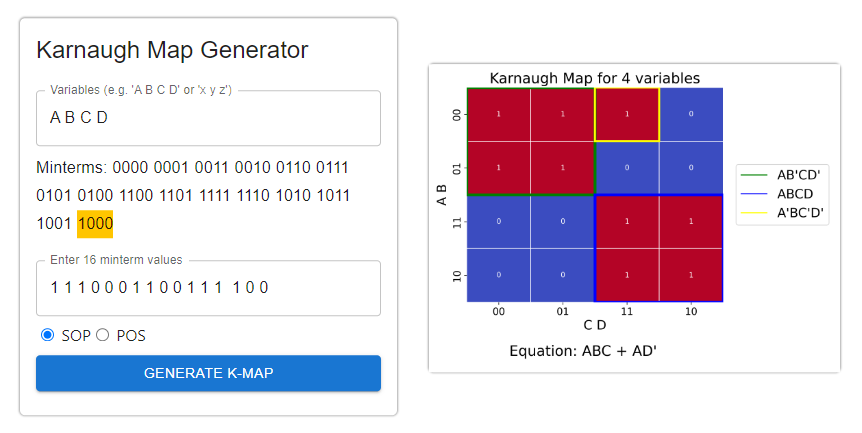 Karnaugh Map Generator
Variables (e.g. 'A B C D' or 'x y z')
A B C D
Minterms: 0000 0001 0011 0010 0110 0111
0101 0100 1100 1101 1111 1110 1010 1011
1001 1000
Enter 16 minterm values
1 1 1 0 0 0 1 1 0 0 1 1 1 1 0 0
SOP POS
GENERATE K-MAP
Karnaugh Map for 4 variables
00 1 1 1 0
01 1 1 0 0
A B
11 0 0 1 1
10 0 0 1 1
00 01 11 10
C D
AB'CD'
ABCD
A'BC'D'
Equation: ABC + AD'